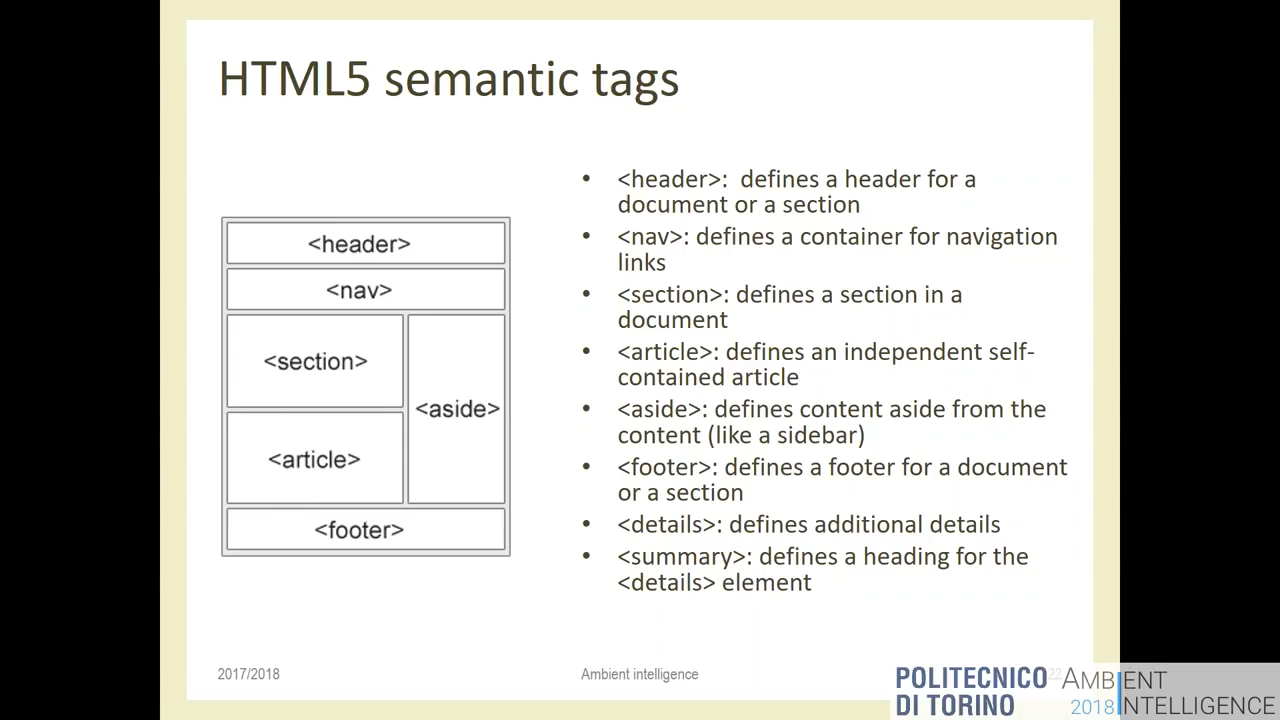 HTML5 semantic tags
<header>
<nav>
<section>
<article>
<aside>
<footer>
• <header>:  defines a header for a
document or a section
• <nav>: defines a container for navigation
links
• <section>: defines a section in a
document
• <article>: defines an independent self-
contained article
• <aside>: defines content aside from the
content (like a sidebar)
• <footer>: defines a footer for a document
or a section
• <details>: defines additional details
• <summary>: defines a heading for the
<details> element
2017/2018
Ambient intelligence
22
POLITECNICO
DI TORINO
AMBIENT
2018 INTELLIGENCE